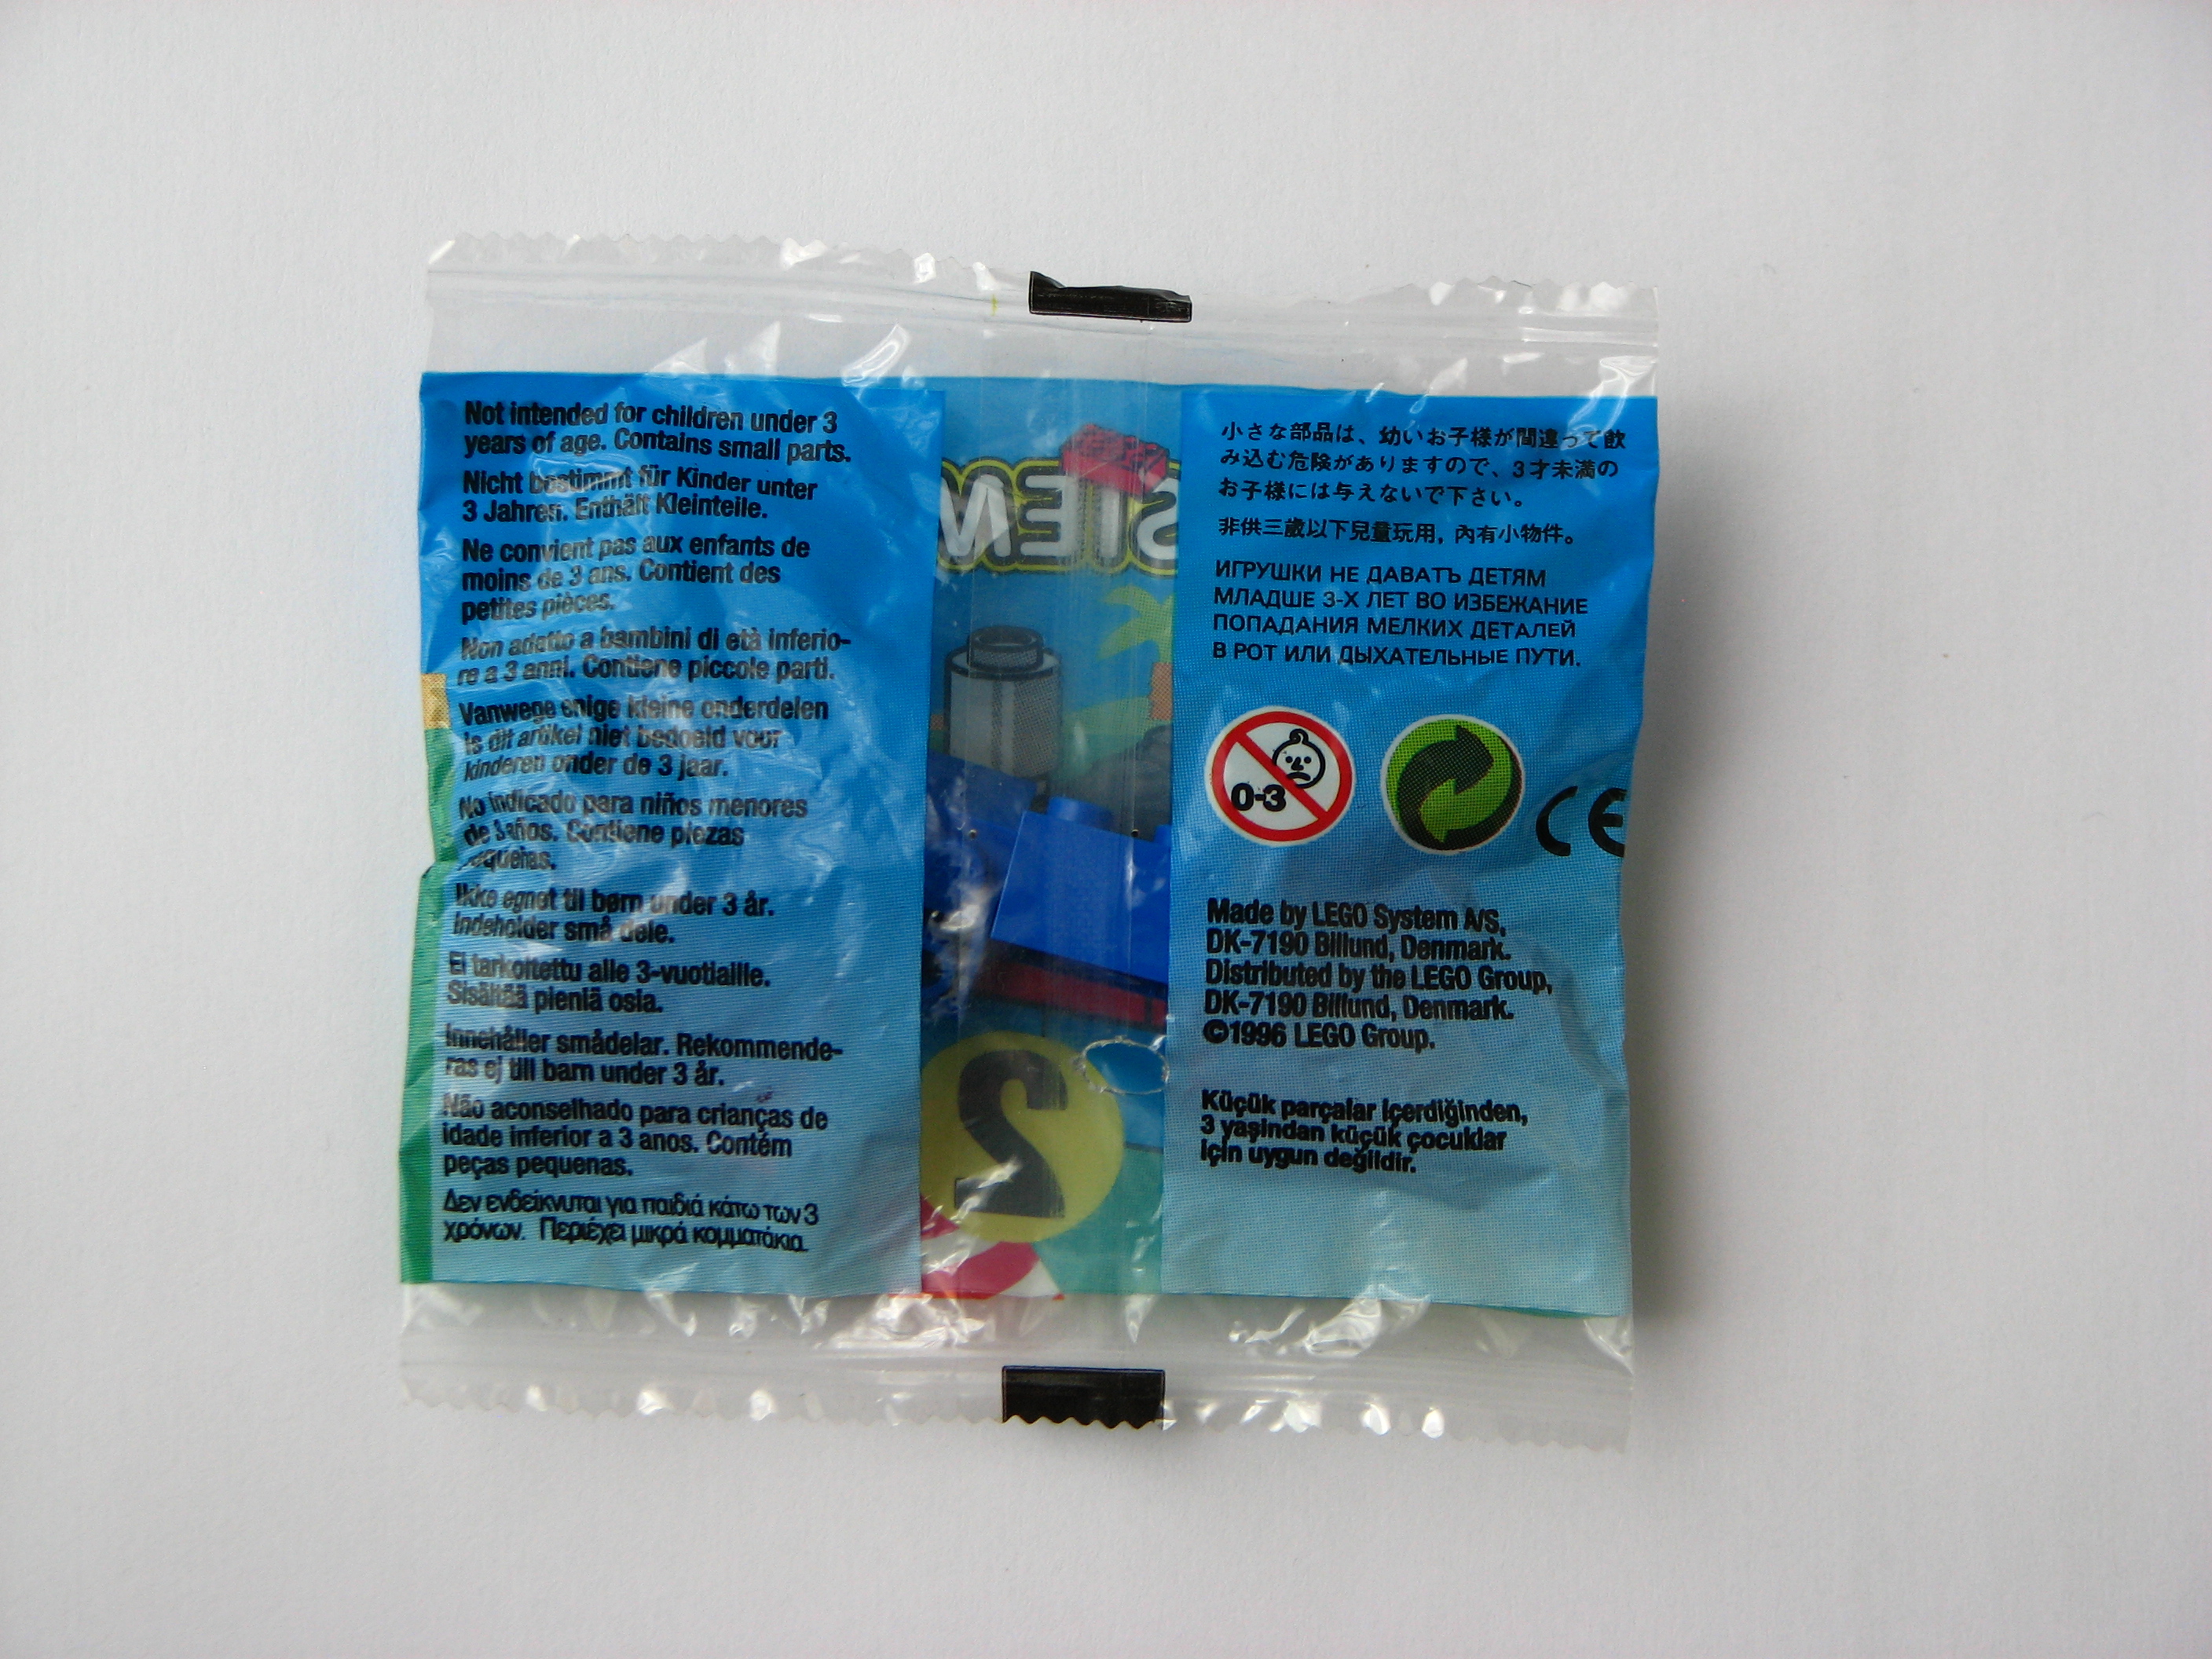 Not intended for children under 3
years of age. Contains small parts.
Nicht bestimmt für Kinder unter
3 Jahren. Enthält Kleinteile.
Ne convient pas aux enfants de
moins de 3 ans. Contient des
petites pièces.
Non adatto a bambini di età inferio-
re a 3 anni. Contiene piccole parti.
Vanwege enige kleine onderdelen
is dit artikel niet bedoeld voor
kinderen onder de 3 jaar.
No indicado para niños menores
de 3 años. Contiene piezas
pequeñas.
Ikke egnet til børn under 3 år.
Indeholder små dele.
Ei tarkoitettu alle 3-vuotiaille.
Sisältää pieniä osia.
Innehåller smådelar. Rekommende-
ras ej till barn under 3 år.
Não aconselhado para crianças de
idade inferior a 3 anos. Contém
peças pequenas.
Δεν ενδείκνυται για παιδιά κάτω των 3
χρόνων. Περιέχει μικρά κομματάκια.
STEM
2
小さな部品は、幼いお子様が間違って飲
み込む危険がありますので、3才未満の
お子様には与えないで下さい。
非供三歲以下兒童玩用，內有小物件。
ИГРУШКИ НЕ ДАВАТЬ ДЕТЯМ
МЛАДШЕ 3-Х ЛЕТ ВО ИЗБЕЖАНИЕ
ПОПАДАНИЯ МЕЛКИХ ДЕТАЛЕЙ
В РОТ ИЛИ ДЫХАТЕЛЬНЫЕ ПУТИ.
0-3
CE
Made by LEGO System A/S,
DK-7190 Billund, Denmark.
Distributed by the LEGO Group,
DK-7190 Billund, Denmark.
©1996 LEGO Group.
Küçük parçalar içerdiğinden,
3 yaşından küçük çocuklar
için uygun değildir.